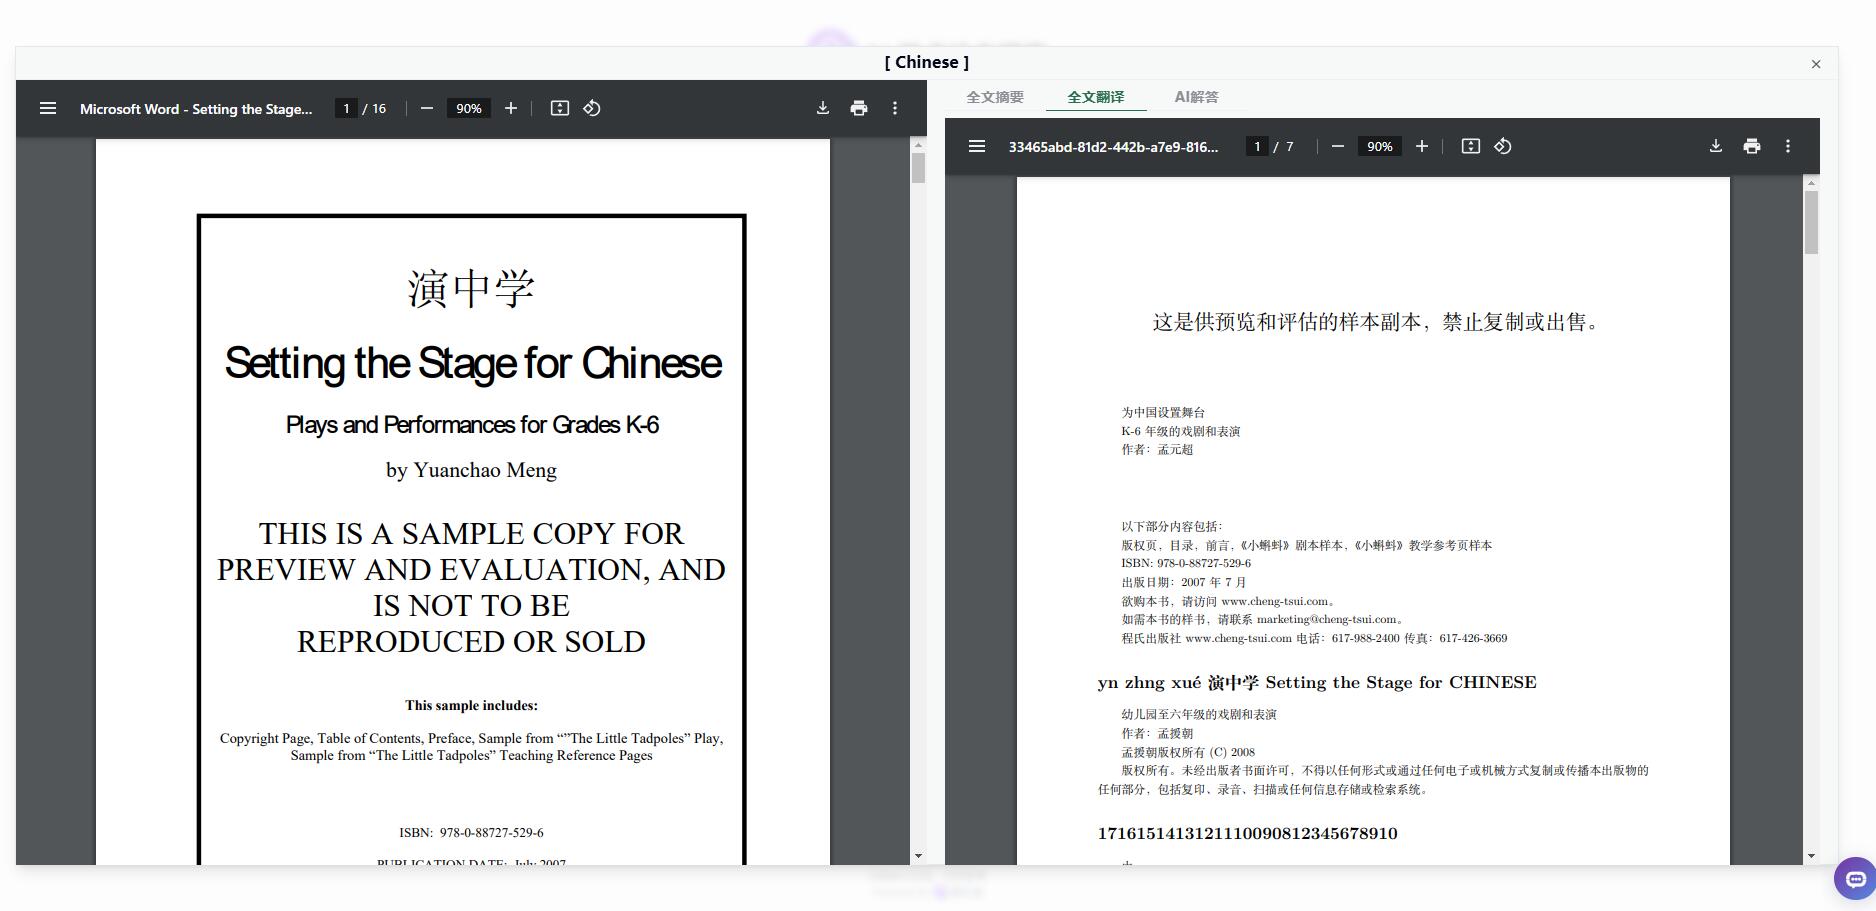 [ Chinese ]
Microsoft Word - Setting the Stage...
1 / 16
90%
演中学
Setting the Stage for Chinese
Plays and Performances for Grades K-6
by Yuanchao Meng
THIS IS A SAMPLE COPY FOR
PREVIEW AND EVALUATION, AND
IS NOT TO BE
REPRODUCED OR SOLD
This sample includes:
Copyright Page, Table of Contents, Preface, Sample from “”The Little Tadpoles” Play,
Sample from “The Little Tadpoles” Teaching Reference Pages
ISBN: 978-0-88727-529-6
PUBLICATION DATE: July 2007
全文摘要
全文翻译
AI解答
33465abd-81d2-442b-a7e9-816...
1 / 7
90%
这是供预览和评估的样本副本，禁止复制或出售。
为中国设置舞台
K-6 年级的戏剧和表演
作者：孟元超
以下部分内容包括：
版权页，目录，前言，《小蝌蚪》剧本样本，《小蝌蚪》教学参考页样本
ISBN: 978-0-88727-529-6
出版日期：2007 年 7 月
欲购本书，请访问 www.cheng-tsui.com。
如需本书的样书，请联系 marketing@cheng-tsui.com。
程氏出版社 www.cheng-tsui.com 电话：617-988-2400 传真：617-426-3669
yn zhng xué 演中学 Setting the Stage for CHINESE
幼儿园至六年级的戏剧和表演
作者：孟援朝
孟援朝版权所有 (C) 2008
版权所有。未经出版者书面许可，不得以任何形式或通过任何电子或机械方式复制或传播本出版物的
任何部分，包括复印、录音、扫描或任何信息存储或检索系统。
1716151413121110090812345678910